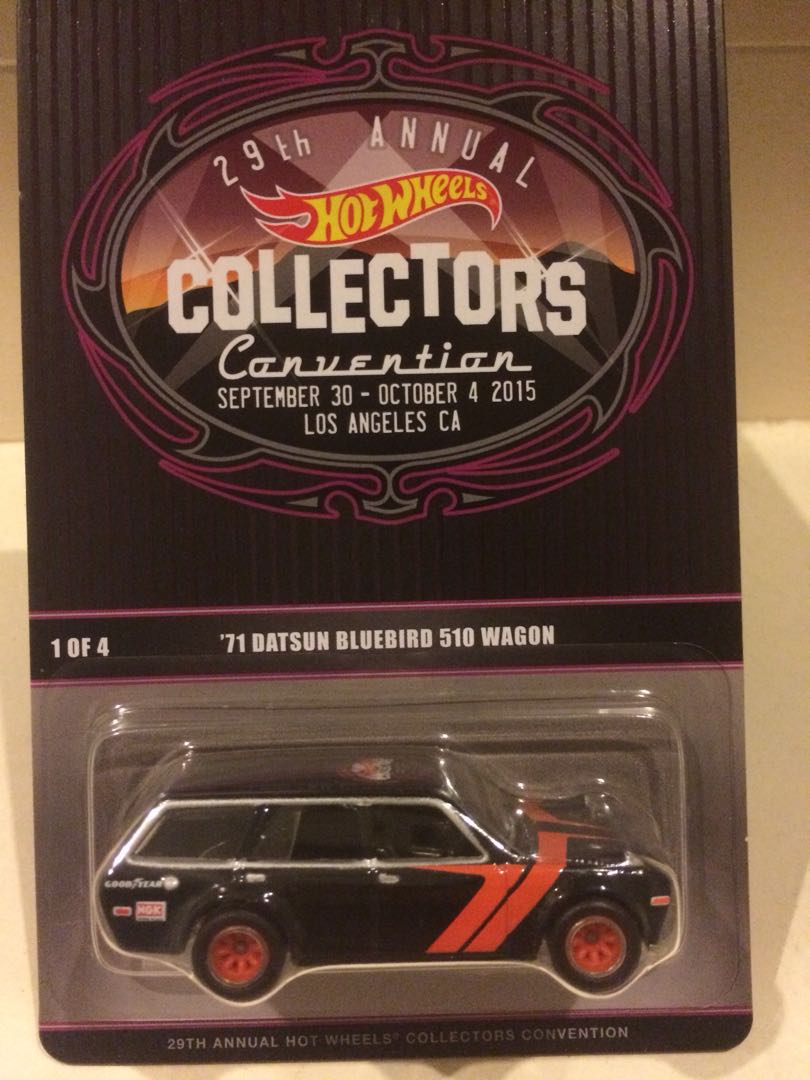 29th ANNUAL
HOT WHEELS
COLLECTORS
Convention
SEPTEMBER 30 - OCTOBER 4 2015
LOS ANGELES CA
1 OF 4
'71 DATSUN BLUEBIRD 510 WAGON
GOODYEAR
NGK
29TH ANNUAL HOT WHEELS® COLLECTORS CONVENTION